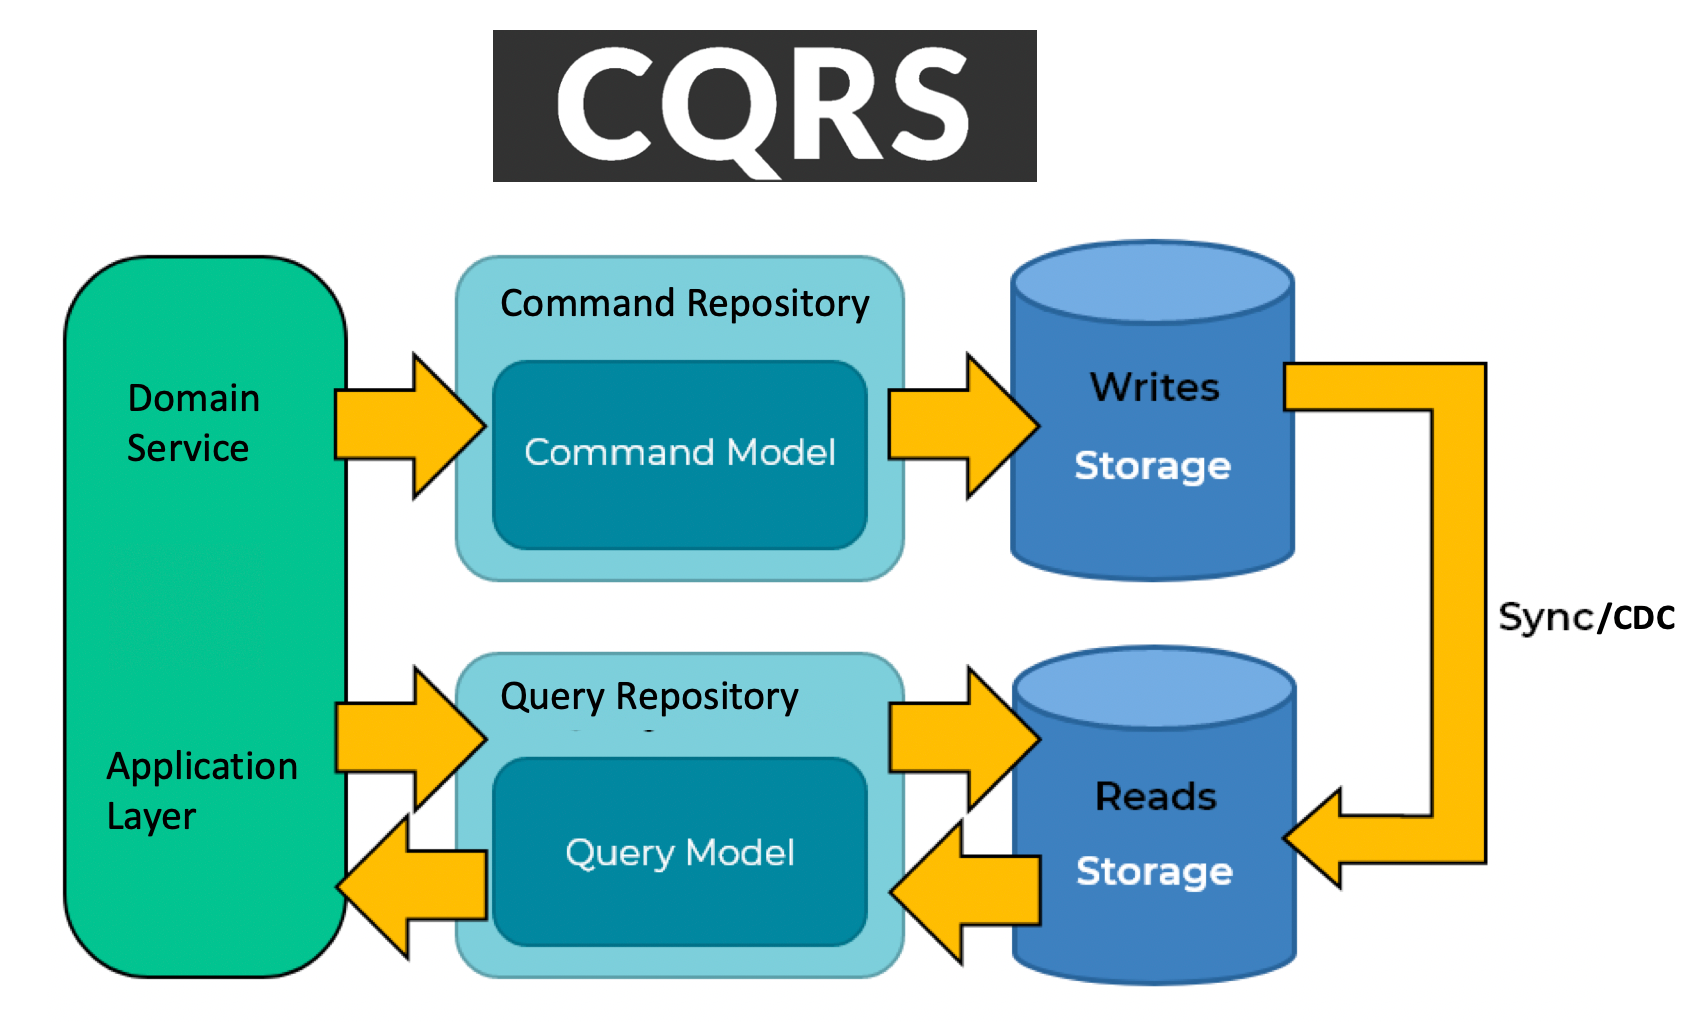 CQRS
Domain
Service
Command Repository
Command Model
Writes
Storage
Sync/CDC
Application
Layer
Query Repository
Query Model
Reads
Storage